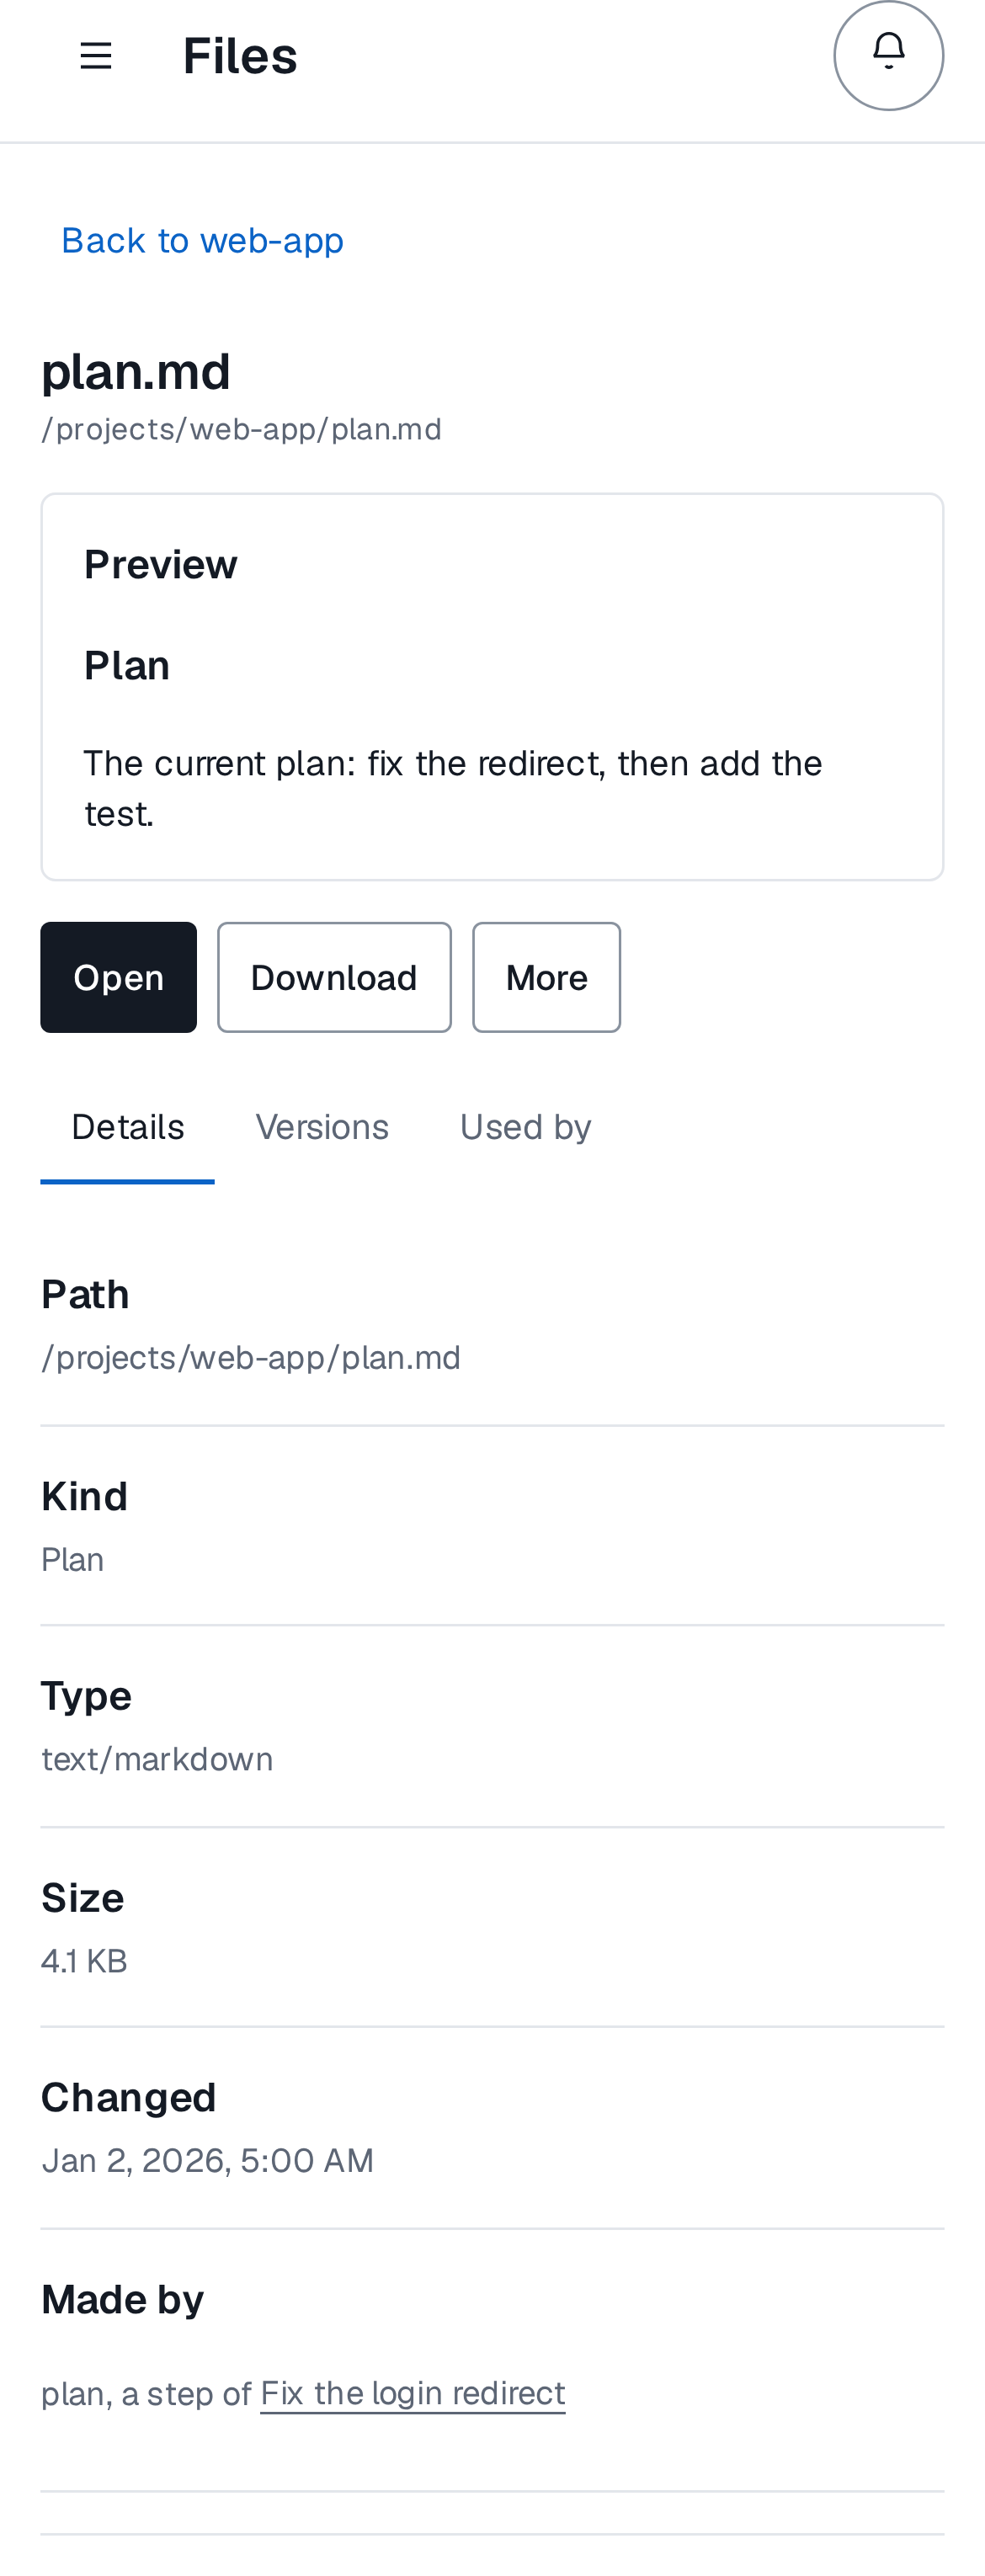 Files
Back to web-app
plan.md
/projects/web-app/plan.md
Preview
Plan
The current plan: fix the redirect, then add the
test.
Open Download More
Details Versions Used by
Path
/projects/web-app/plan.md
Kind
Plan
Type
text/markdown
Size
4.1 KB
Changed
Jan 2, 2026, 5:00 AM
Made by
plan, a step of Fix the login redirect